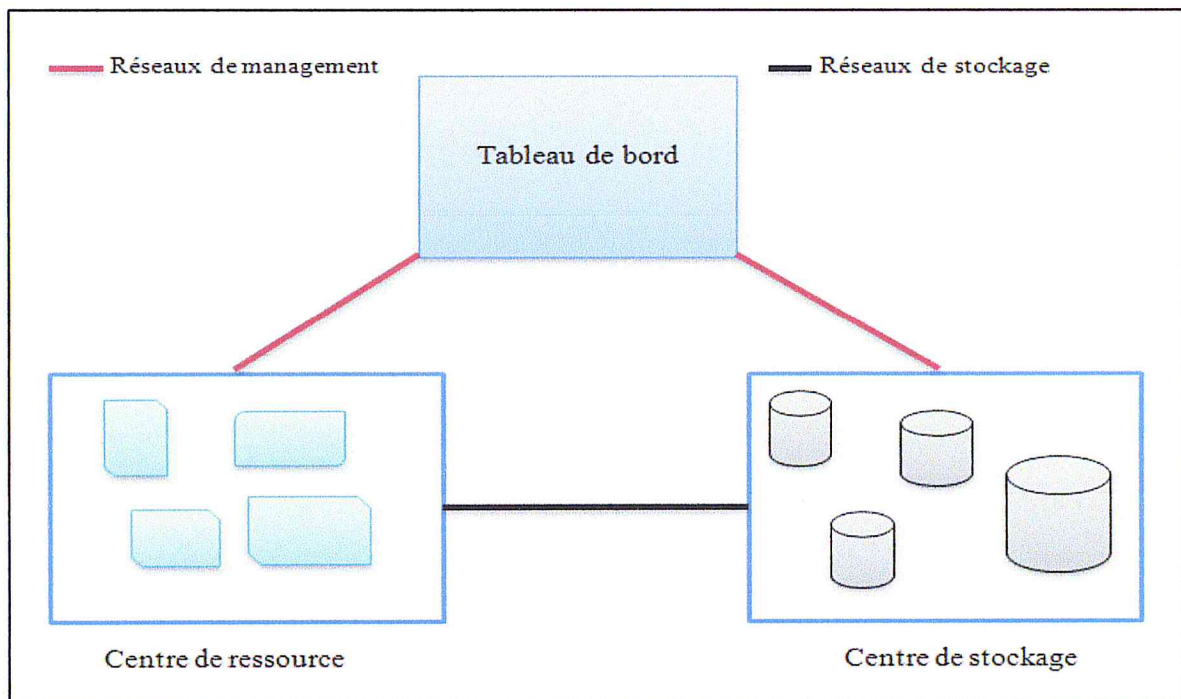 Réseaux de management
Réseaux de stockage
Tableau de bord
Centre de ressource
Centre de stockage